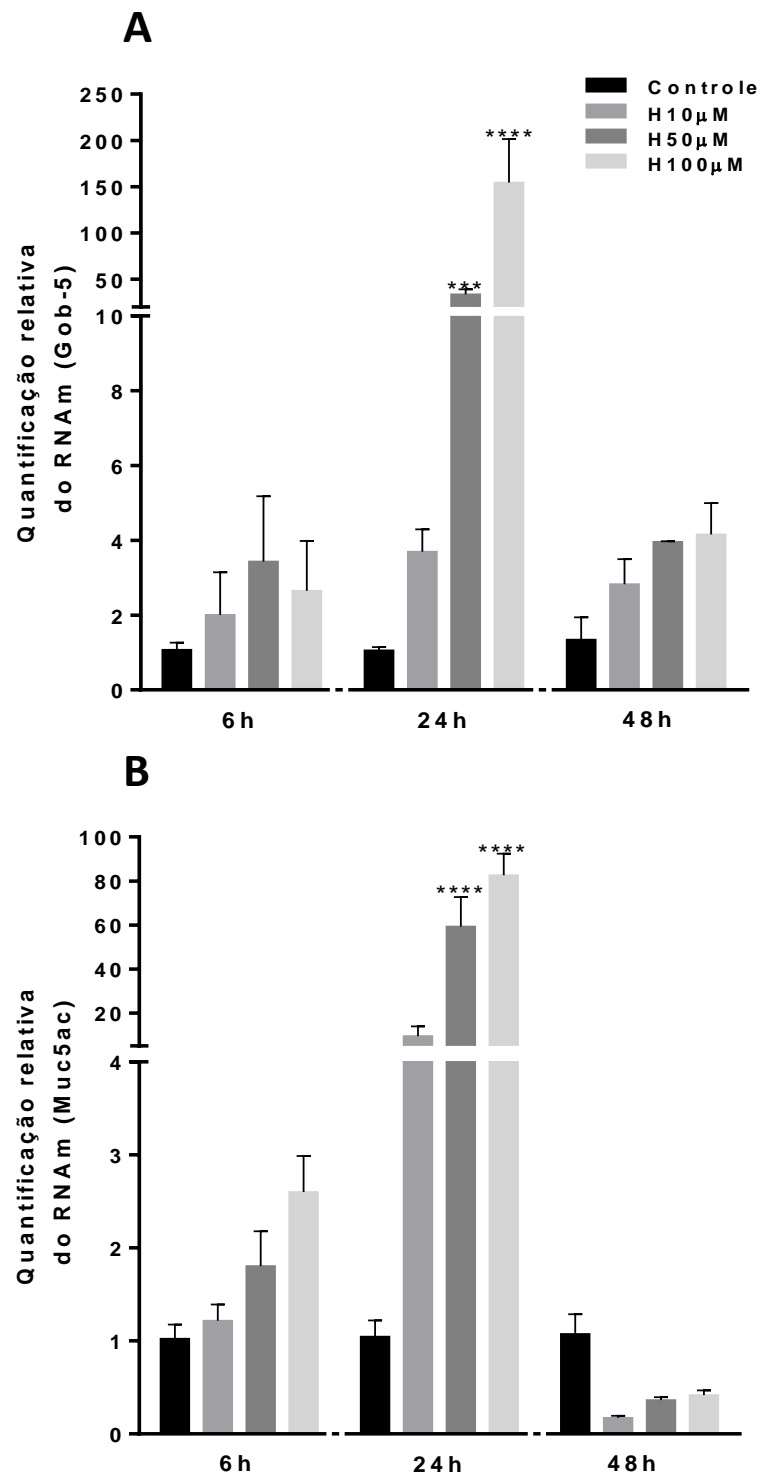 A
250
200
150
100
50
10
8
6
4
2
0
Quantificação relativa
do RNAm (Gob-5)
Controle
H10μM
H50μM
H100μM
***
****
6h
24h
48h
B
100
80
60
40
20
4
3
2
1
0
Quantificação relativa
do RNAm (Muc5ac)
****
****
6h
24h
48h